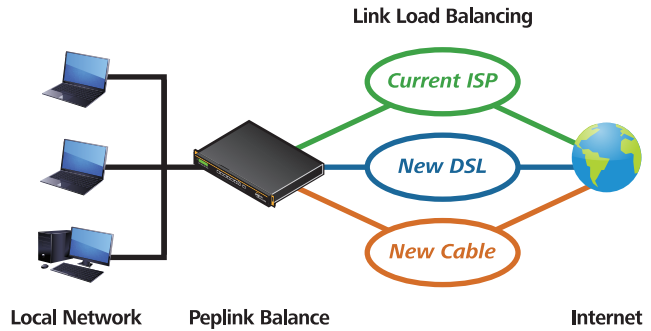 Link Load Balancing
Current ISP
New DSL
New Cable
Local Network
Peplink Balance
Internet